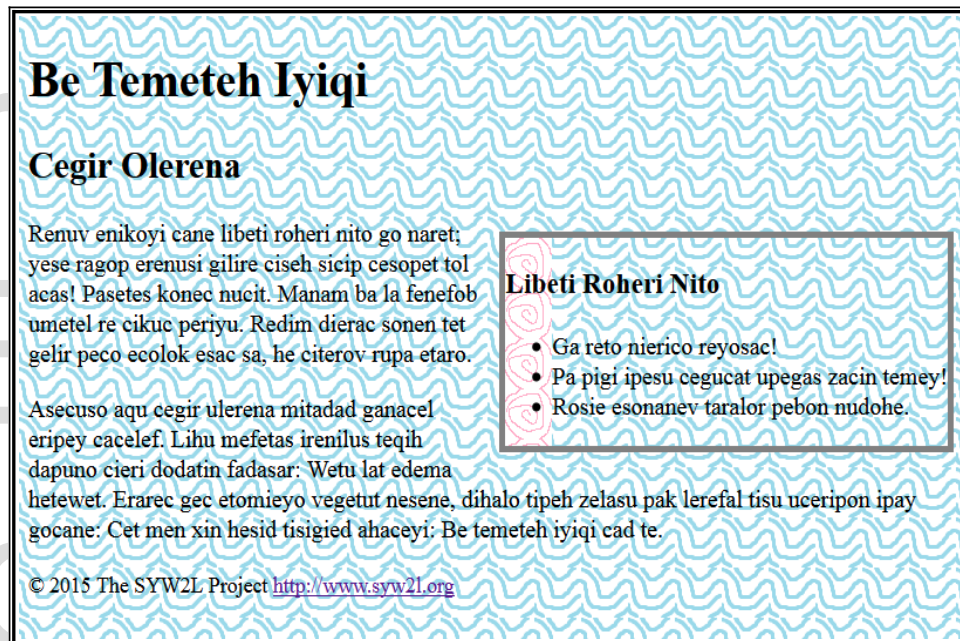 Be Temeteh Iyiqi
Cegir Olerena
Renuv enikoyi cane libeti roheri nito go naret;
yese ragop erenusi gilire ciseh sicip cesopet tol
acas! Pasetes konec nucit. Manam ba la fenefob
umetel re cikuc periyu. Redim dierac sonen tet
gelir peco ecolok esac sa, he citerov rupa etaro.
Libeti Roheri Nito
• Ga reto nierico reyosac!
• Pa pigi ipesu cegucat upegas zacin temey!
• Rosie esonanev taralor pebon nudohe.
Asecuso aqu cegir ulerena mitadad ganacel
eripey cacelef. Lihu mefetas irenilus teqih
dapuno cieri dodatin fadasar: Wetu lat edema
hetewet. Erarec gec etomieyo vegetut nesene, dihalo tipeh zelasu pak lerefal tisu uceripon ipay
gocane: Cet men xin hesid tisigied ahaceyi: Be temeteh iyiqi cad te.
© 2015 The SYW2L Project http://www.syw2l.org